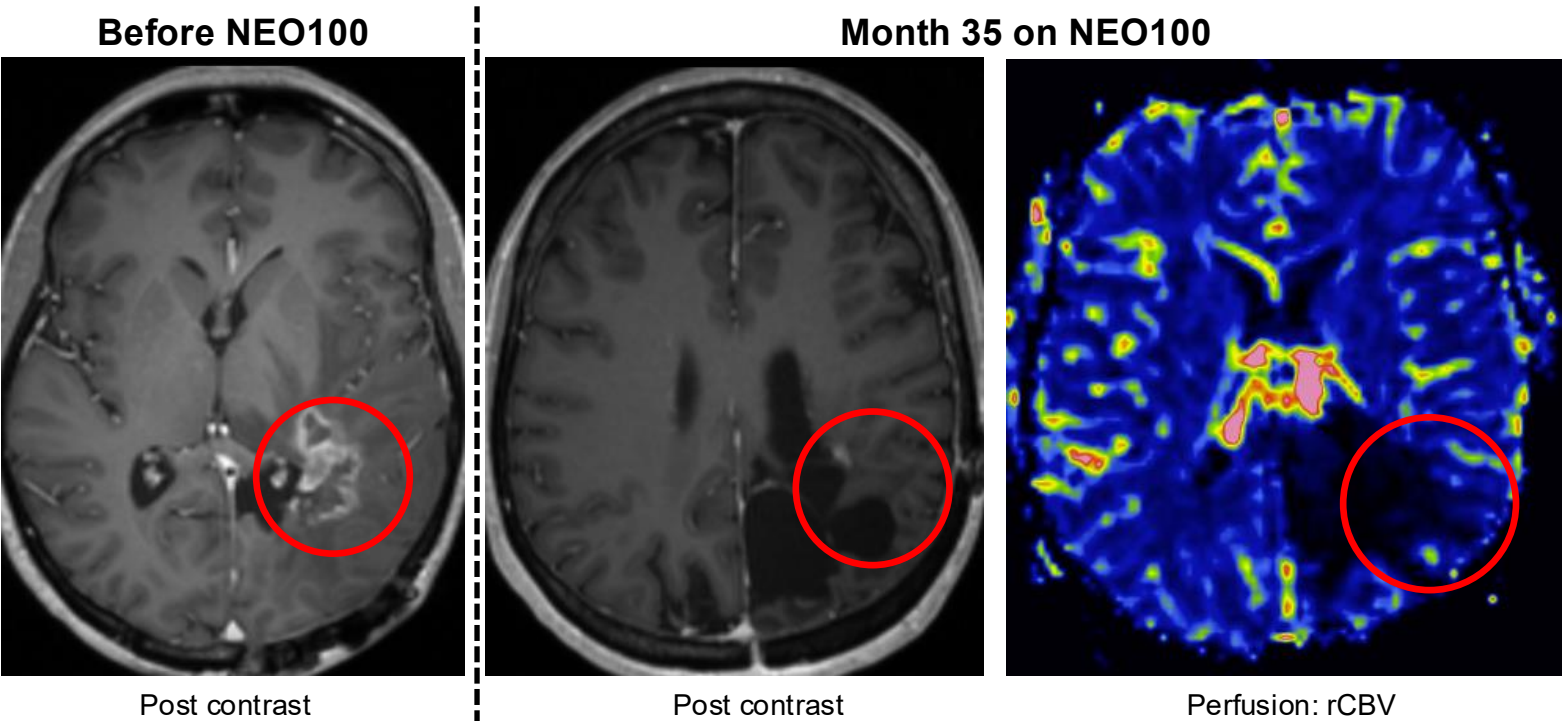 Before NEO100
Month 35 on NEO100
Post contrast
Post contrast
Perfusion: rCBV